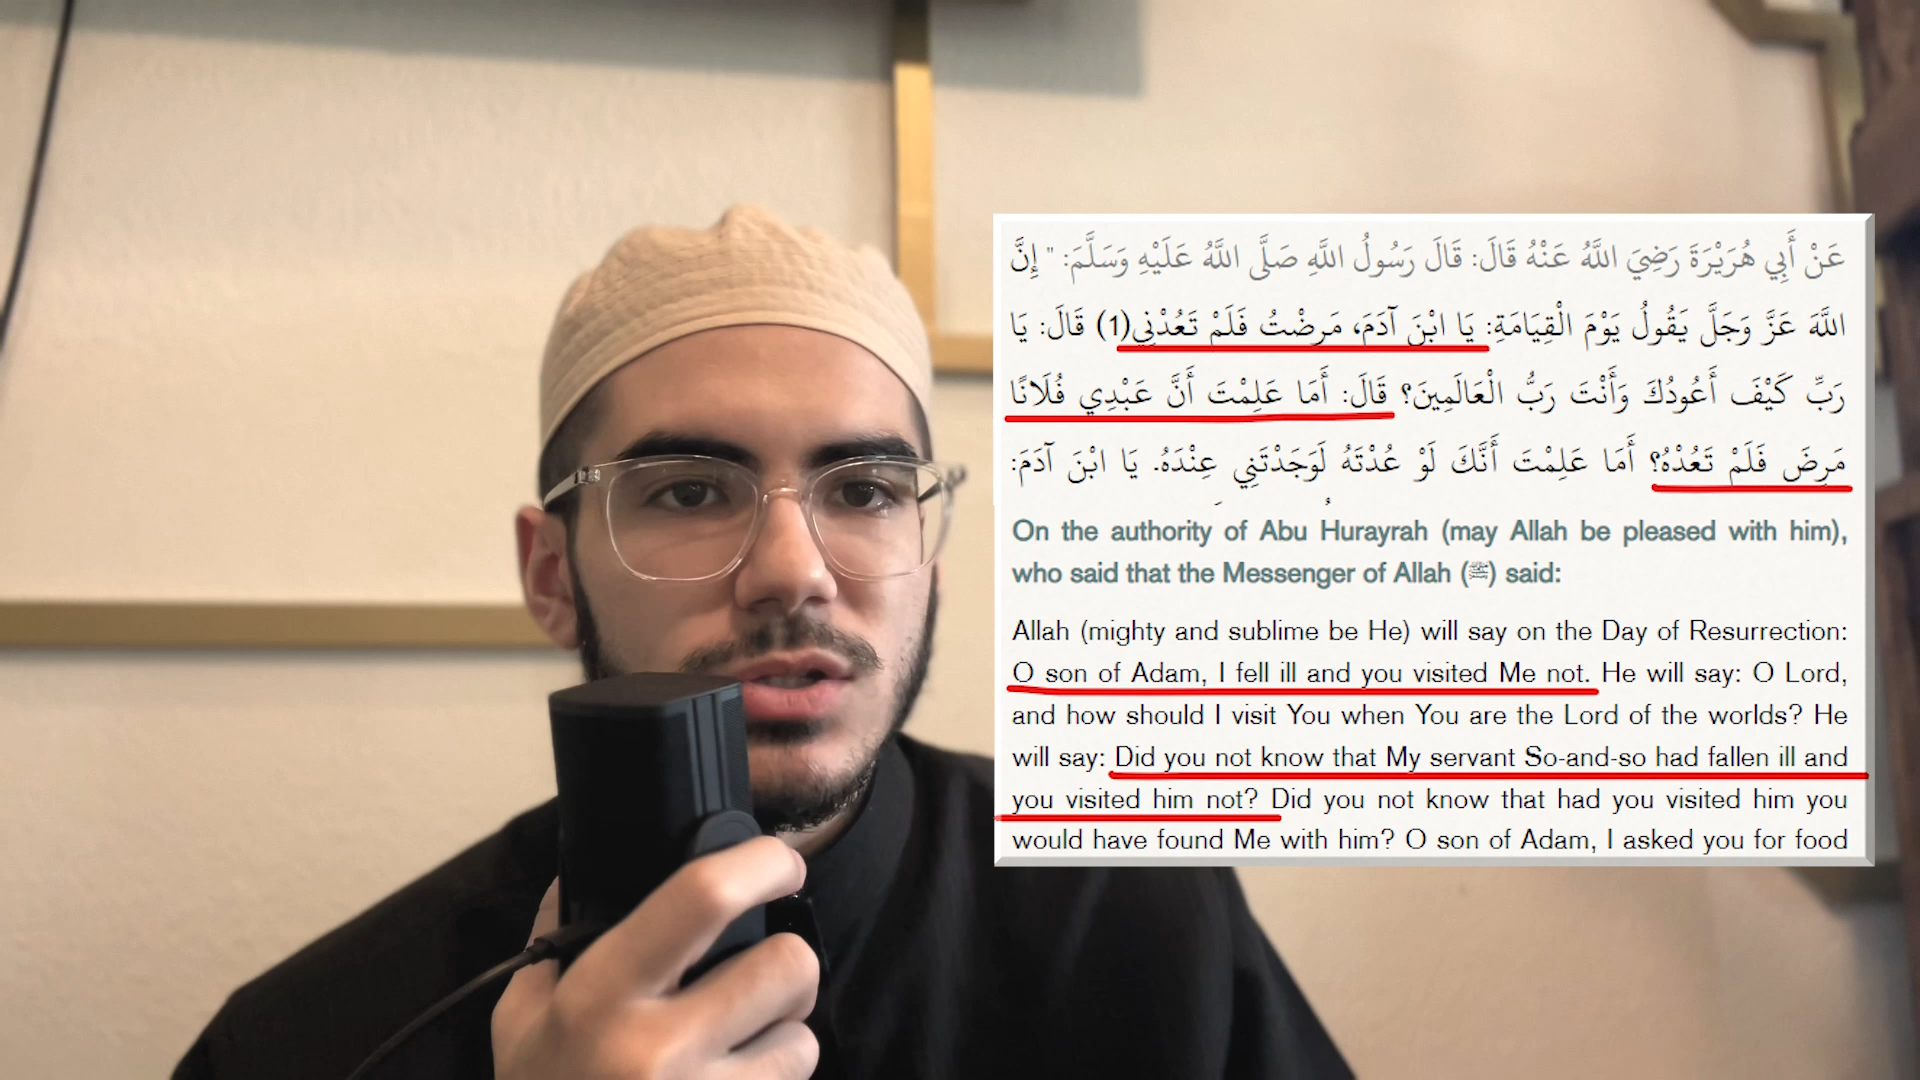 عَنْ أَبِي هُرَيْرَةَ رَضِيَ اللَّهُ عَنْهُ قَالَ: قَالَ رَسُولُ اللَّهِ صَلَّى اللَّهُ عَلَيْهِ وَسَلَّمَ: " إِنَّ
اللَّهَ عَزَّ وَجَلَّ يَقُولُ يَوْمَ الْقِيَامَةِ: يَا ابْنَ آدَمَ، مَرِضْتُ فَلَمْ تَعُدْنِي(1) قَالَ: يَا
رَبِّ كَيْفَ أَعُودُكَ وَأَنْتَ رَبُّ الْعَالَمِينَ؟ قَالَ: أَمَا عَلِمْتَ أَنَّ عَبْدِي فُلَانًا
مَرِضَ فَلَمْ تَعُدْهُ؟ أَمَا عَلِمْتَ أَنَّكَ لَوْ عُدْتَهُ لَوَجَدْتَنِي عِنْدَهُ. يَا ابْنَ آدَمَ:
On the authority of Abu Hurayrah (may Allah be pleased with him),
who said that the Messenger of Allah (ﷺ) said:
Allah (mighty and sublime be He) will say on the Day of Resurrection:
O son of Adam, I fell ill and you visited Me not. He will say: O Lord,
and how should I visit You when You are the Lord of the worlds? He
will say: Did you not know that My servant So-and-so had fallen ill and
you visited him not? Did you not know that had you visited him you
would have found Me with him? O son of Adam, I asked you for food